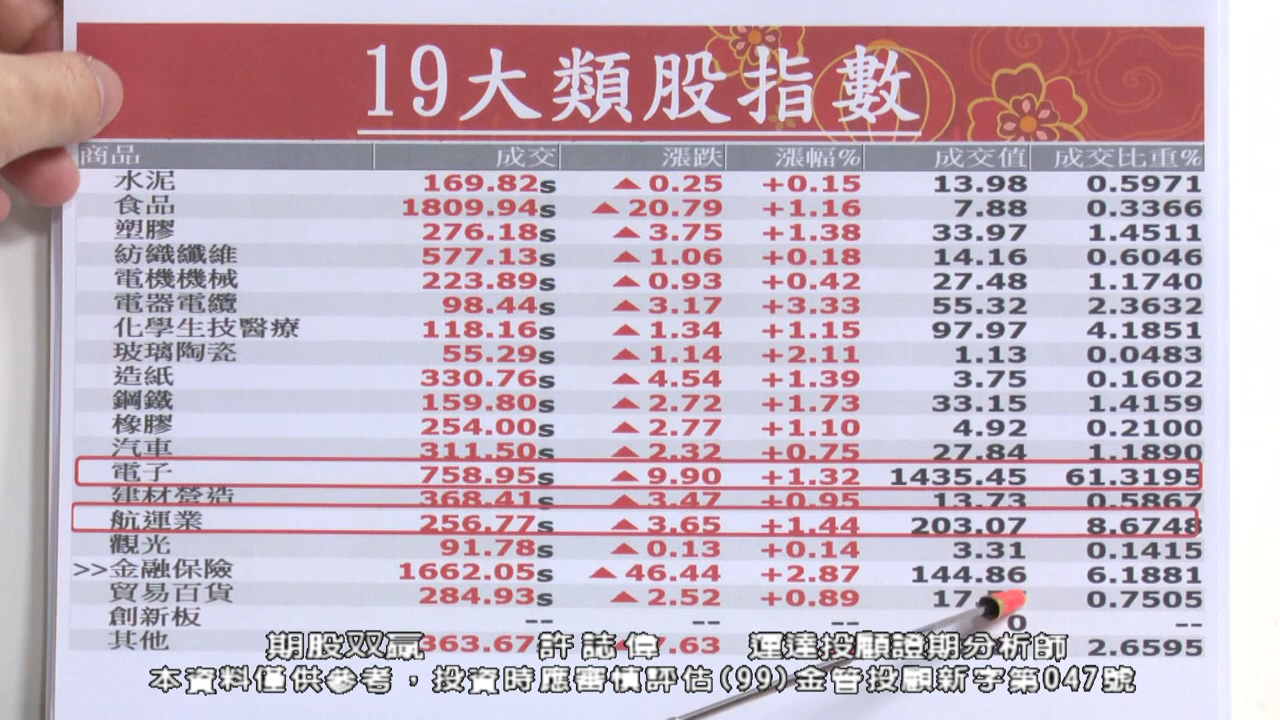 19大類股指數
商品 成交 漲跌 漲幅% 成交值 成交比重%
水泥 169.82s ▲0.25 +0.15 13.98 0.5971
食品 1809.94s ▲20.79 +1.16 7.88 0.3366
塑膠 276.18s ▲3.75 +1.38 33.97 1.4511
紡織纖維 577.13s ▲1.06 +0.18 14.16 0.6046
電機機械 223.89s ▲0.93 +0.42 27.48 1.1740
電器電纜 98.44s ▲3.17 +3.33 55.32 2.3632
化學生技醫療 118.16s ▲1.34 +1.15 97.97 4.1851
玻璃陶瓷 55.29s ▲1.14 +2.11 1.13 0.0483
造紙 330.76s ▲4.54 +1.39 3.75 0.1602
鋼鐵 159.80s ▲2.72 +1.73 33.15 1.4159
橡膠 254.00s ▲2.77 +1.10 4.92 0.2100
汽車 311.50s ▲2.32 +0.75 27.84 1.1890
電子 758.95s ▲9.90 +1.32 1435.45 61.3195
建材營造 368.41s ▲3.47 +0.95 13.73 0.5867
航運業 256.77s ▲3.65 +1.44 203.07 8.6748
觀光 91.78s ▲0.13 +0.14 3.31 0.1415
>>金融保險 1662.05s ▲46.44 +2.87 144.86 6.1881
貿易百貨 284.93s ▲2.52 +0.89 0.7505
創新板 -- -- -- 0 --
其他 363.67s 2.6595
期股双贏 許誌偉 運達投顧證期分析師
本資料僅供參考，投資時應審慎評估(99)金管投顧新字第047號